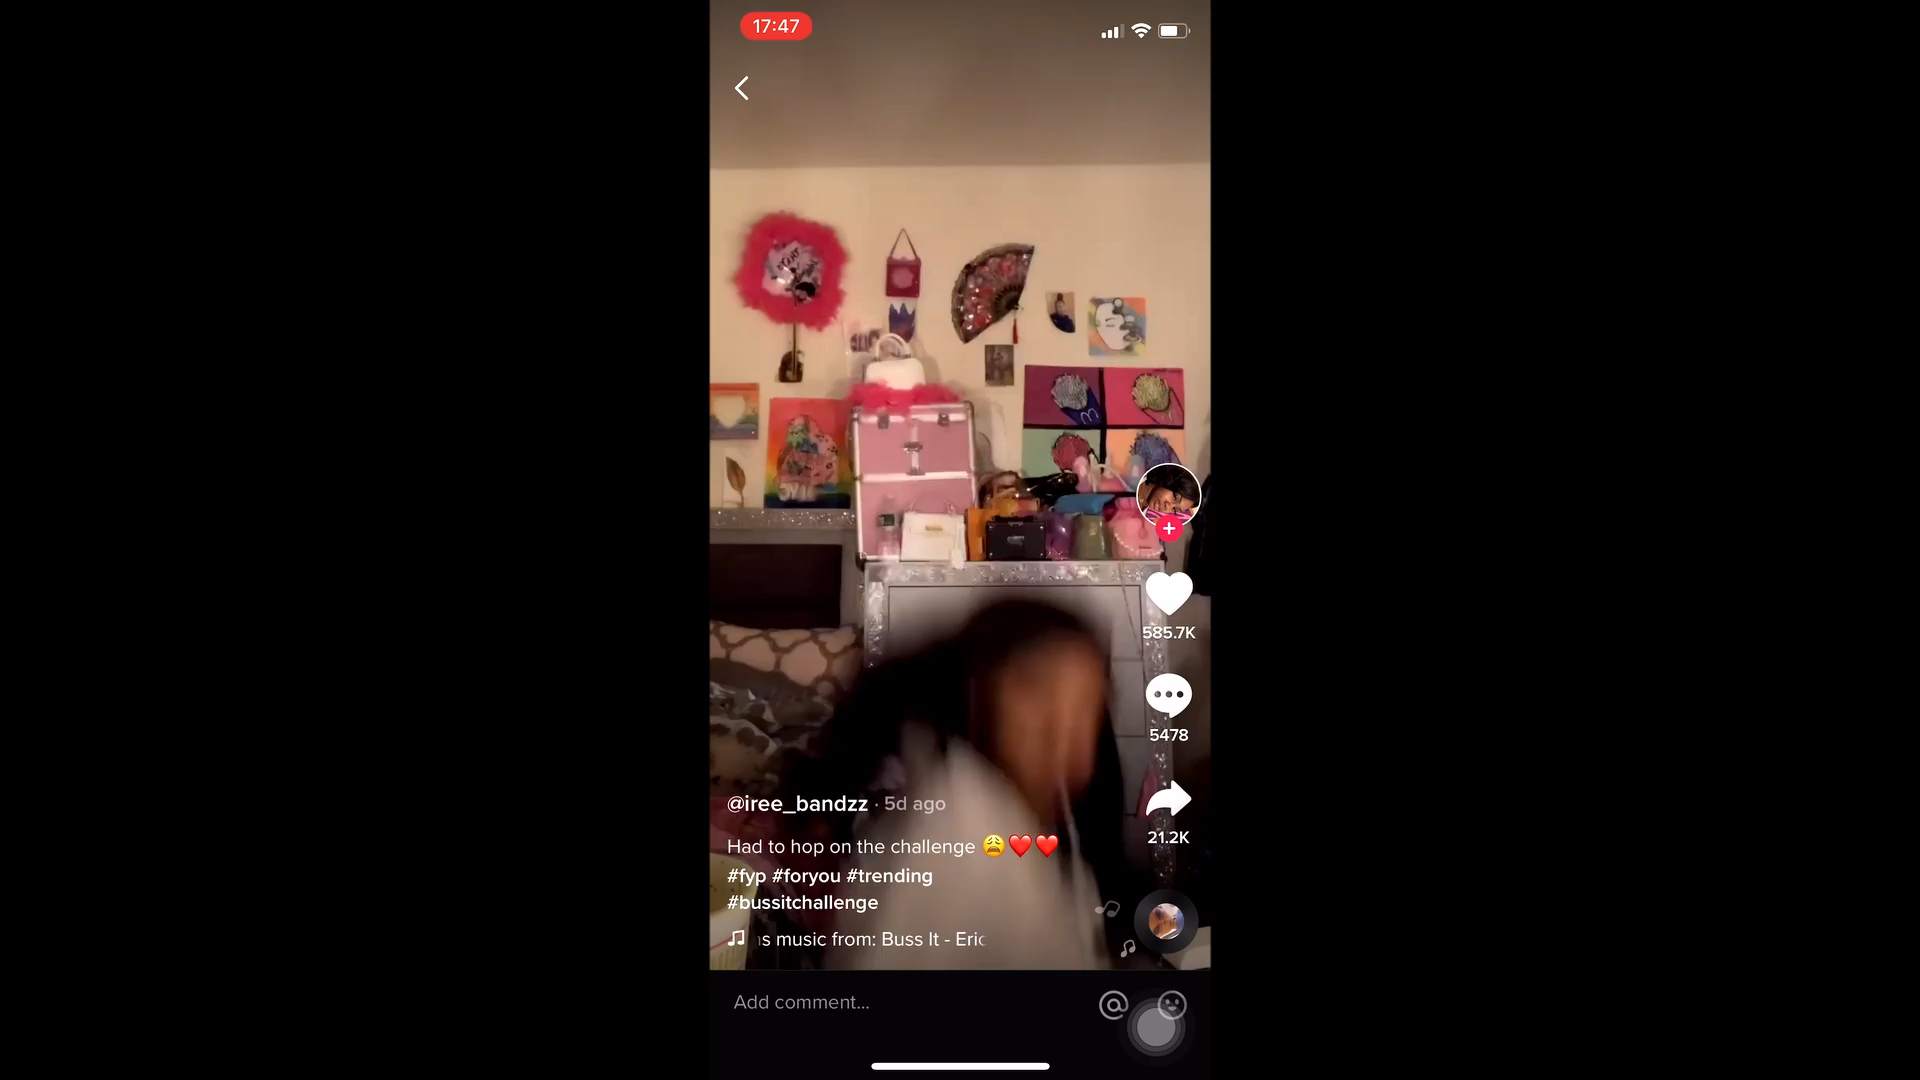 17:47
585.7K
5478
21.2K
@iree_bandzz · 5d ago
Had to hop on the challenge 😩❤️❤️
#fyp #foryou #trending
#bussitchallenge
s music from: Buss It - Eric
Add comment...